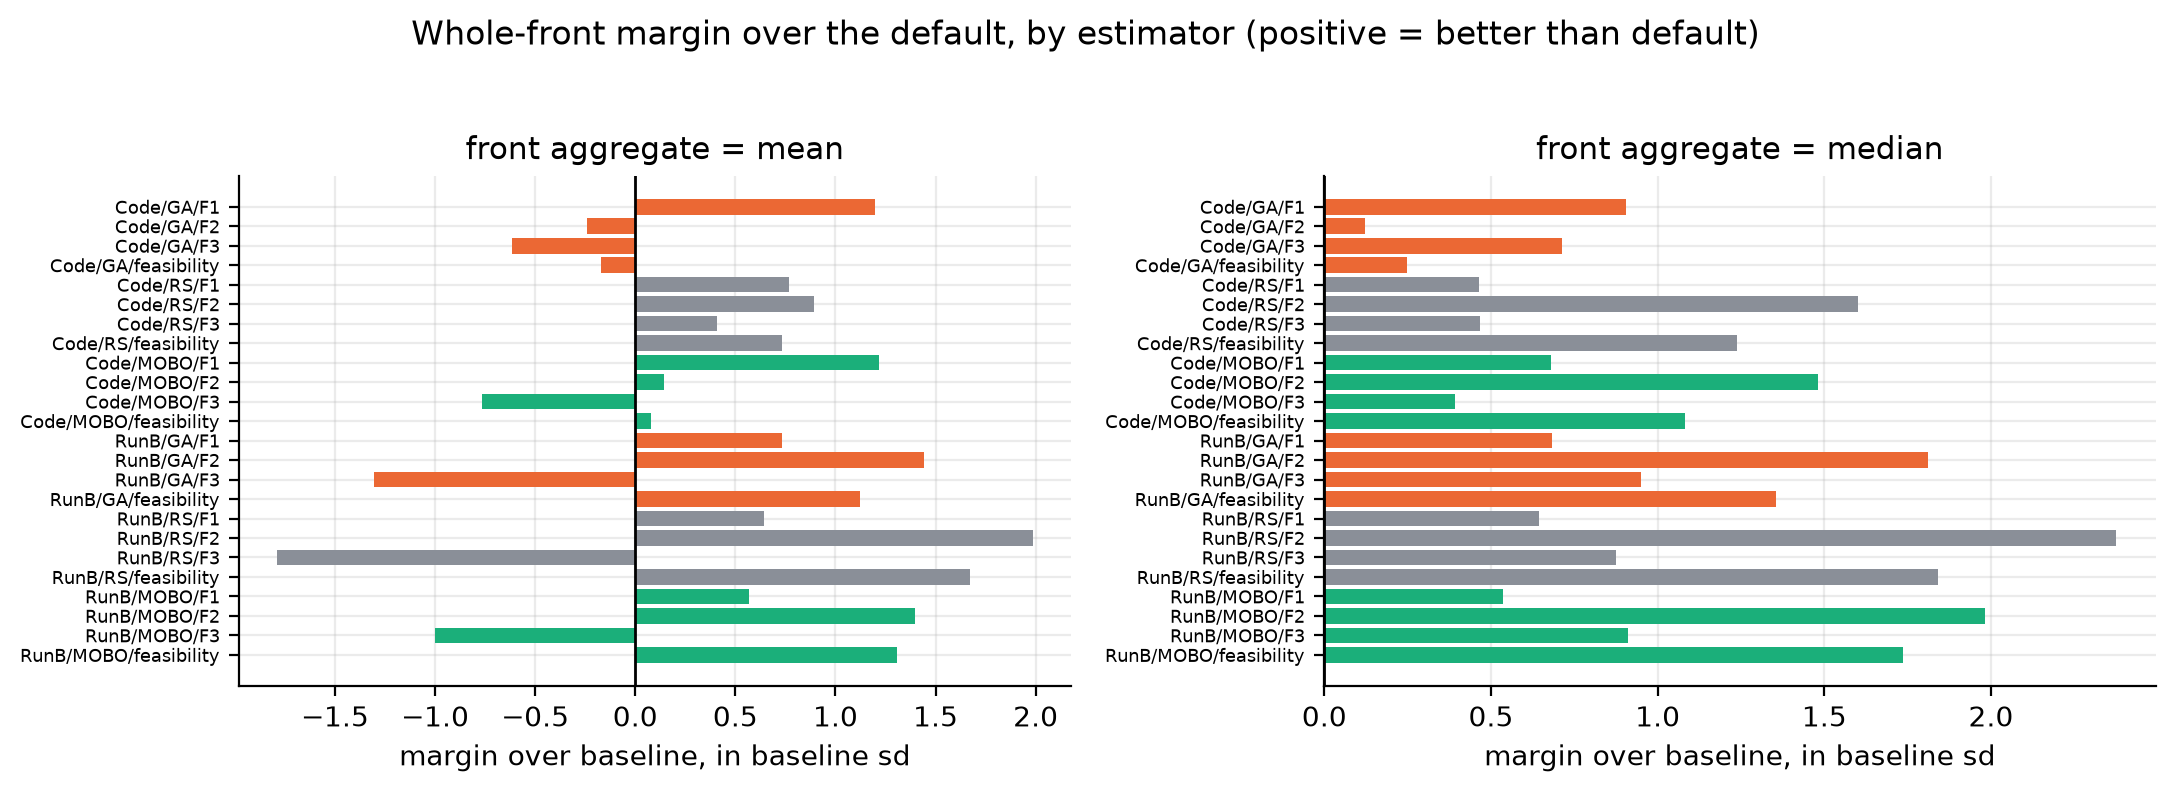 Whole-front margin over the default, by estimator (positive = better than default)
front aggregate = mean
Code/GA/F1
Code/GA/F2
Code/GA/F3
Code/GA/feasibility
Code/RS/F1
Code/RS/F2
Code/RS/F3
Code/RS/feasibility
Code/MOBO/F1
Code/MOBO/F2
Code/MOBO/F3
Code/MOBO/feasibility
RunB/GA/F1
RunB/GA/F2
RunB/GA/F3
RunB/GA/feasibility
RunB/RS/F1
RunB/RS/F2
RunB/RS/F3
RunB/RS/feasibility
RunB/MOBO/F1
RunB/MOBO/F2
RunB/MOBO/F3
RunB/MOBO/feasibility
−1.5 −1.0 −0.5 0.0 0.5 1.0 1.5 2.0
margin over baseline, in baseline sd
front aggregate = median
Code/GA/F1
Code/GA/F2
Code/GA/F3
Code/GA/feasibility
Code/RS/F1
Code/RS/F2
Code/RS/F3
Code/RS/feasibility
Code/MOBO/F1
Code/MOBO/F2
Code/MOBO/F3
Code/MOBO/feasibility
RunB/GA/F1
RunB/GA/F2
RunB/GA/F3
RunB/GA/feasibility
RunB/RS/F1
RunB/RS/F2
RunB/RS/F3
RunB/RS/feasibility
RunB/MOBO/F1
RunB/MOBO/F2
RunB/MOBO/F3
RunB/MOBO/feasibility
0.0 0.5 1.0 1.5 2.0
margin over baseline, in baseline sd